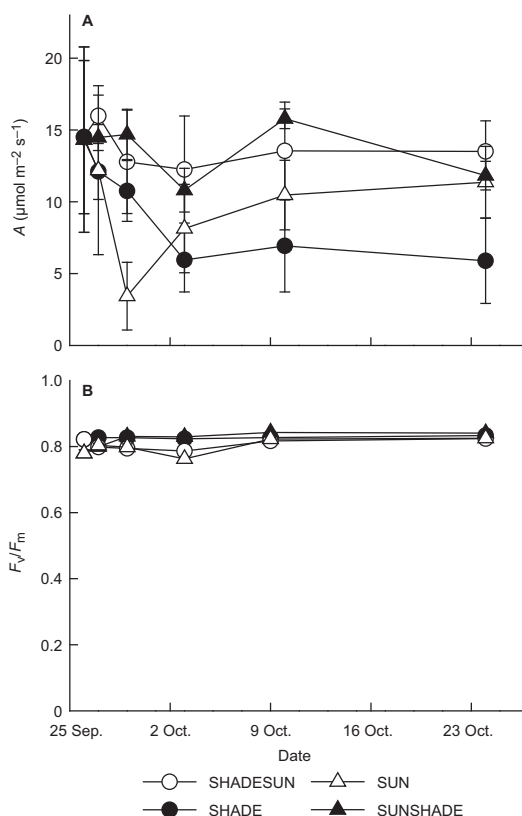 A
20
15
10
5
0
A (μmol m⁻² s⁻¹)
B
1.0
0.8
0.6
0.4
0.2
0
Fv/Fm
25 Sep. 2 Oct. 9 Oct. 16 Oct. 23 Oct.
Date
SHADESUN SUN
SHADE SUNSHADE